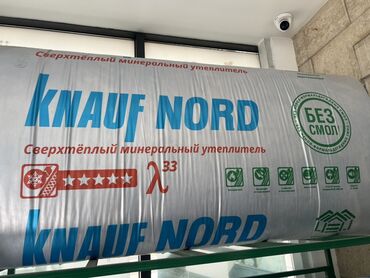 Сверхтёплый минеральный утеплитель
KNAUF NORD
Сверхтёплый минеральный утеплитель
λ33
БЕЗ
СМОЛ
KNAUF NORD